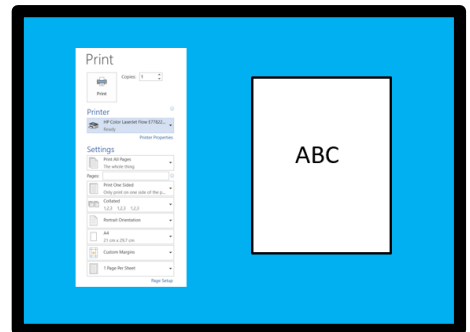 Print
Copies: 1
Print
Printer
HP Color LaserJet Flow E77822...
Ready
Printer Properties
Settings
Print All Pages
The whole thing
Pages:
Print One Sided
Only print on one side of the p...
Collated
1,2,3 1,2,3 1,2,3
Portrait Orientation
A4
21 cm x 29.7 cm
Custom Margins
1 Page Per Sheet
Page Setup
ABC